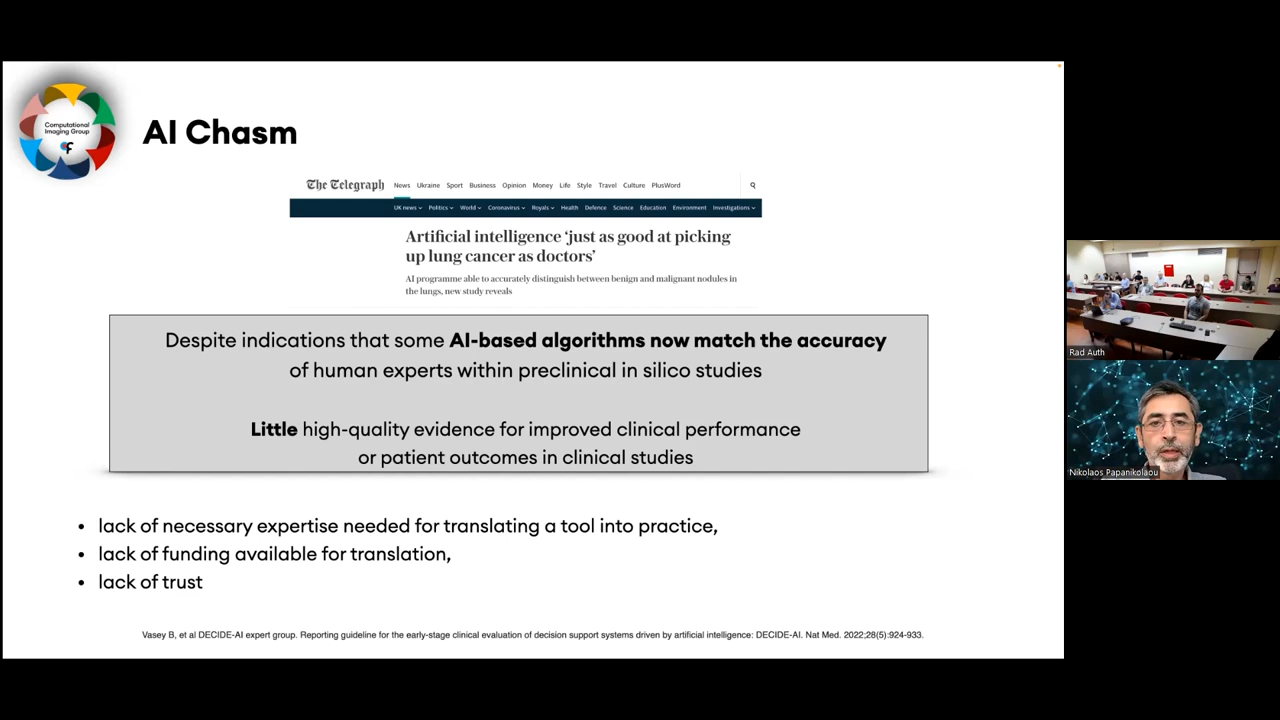 Computational
Imaging Group
AI Chasm
The Telegraph
News Ukraine Sport Business Opinion Money Life Style Travel Culture PlusWord
UK news Politics World Coronavirus Royals Health Defence Science Education Environment Investigations
Artificial intelligence ‘just as good at picking
up lung cancer as doctors’
AI programme able to accurately distinguish between benign and malignant nodules in
the lungs, new study reveals
Despite indications that some AI-based algorithms now match the accuracy
of human experts within preclinical in silico studies
Little high-quality evidence for improved clinical performance
or patient outcomes in clinical studies
• lack of necessary expertise needed for translating a tool into practice,
• lack of funding available for translation,
• lack of trust
Vasey B, et al DECIDE-AI expert group. Reporting guideline for the early-stage clinical evaluation of decision support systems driven by artificial intelligence: DECIDE-AI. Nat Med. 2022;28(5):924-933.
Rad Auth
Nikolaos Papanikolaou